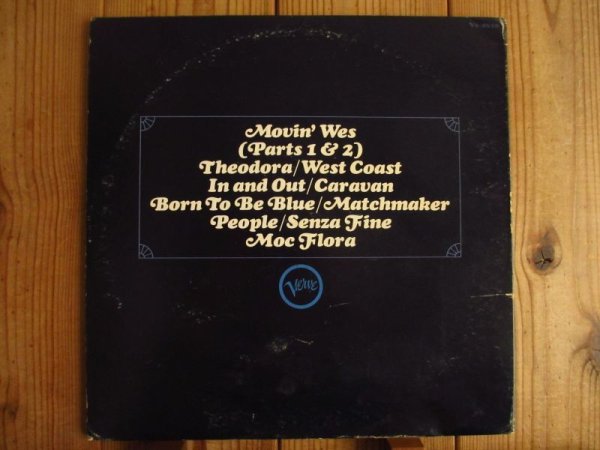 Movin' Wes
(Parts 1 & 2)
Theodora/West Coast
In and Out/Caravan
Born To Be Blue/Matchmaker
People/Senza Fine
Moc Flora
Verve